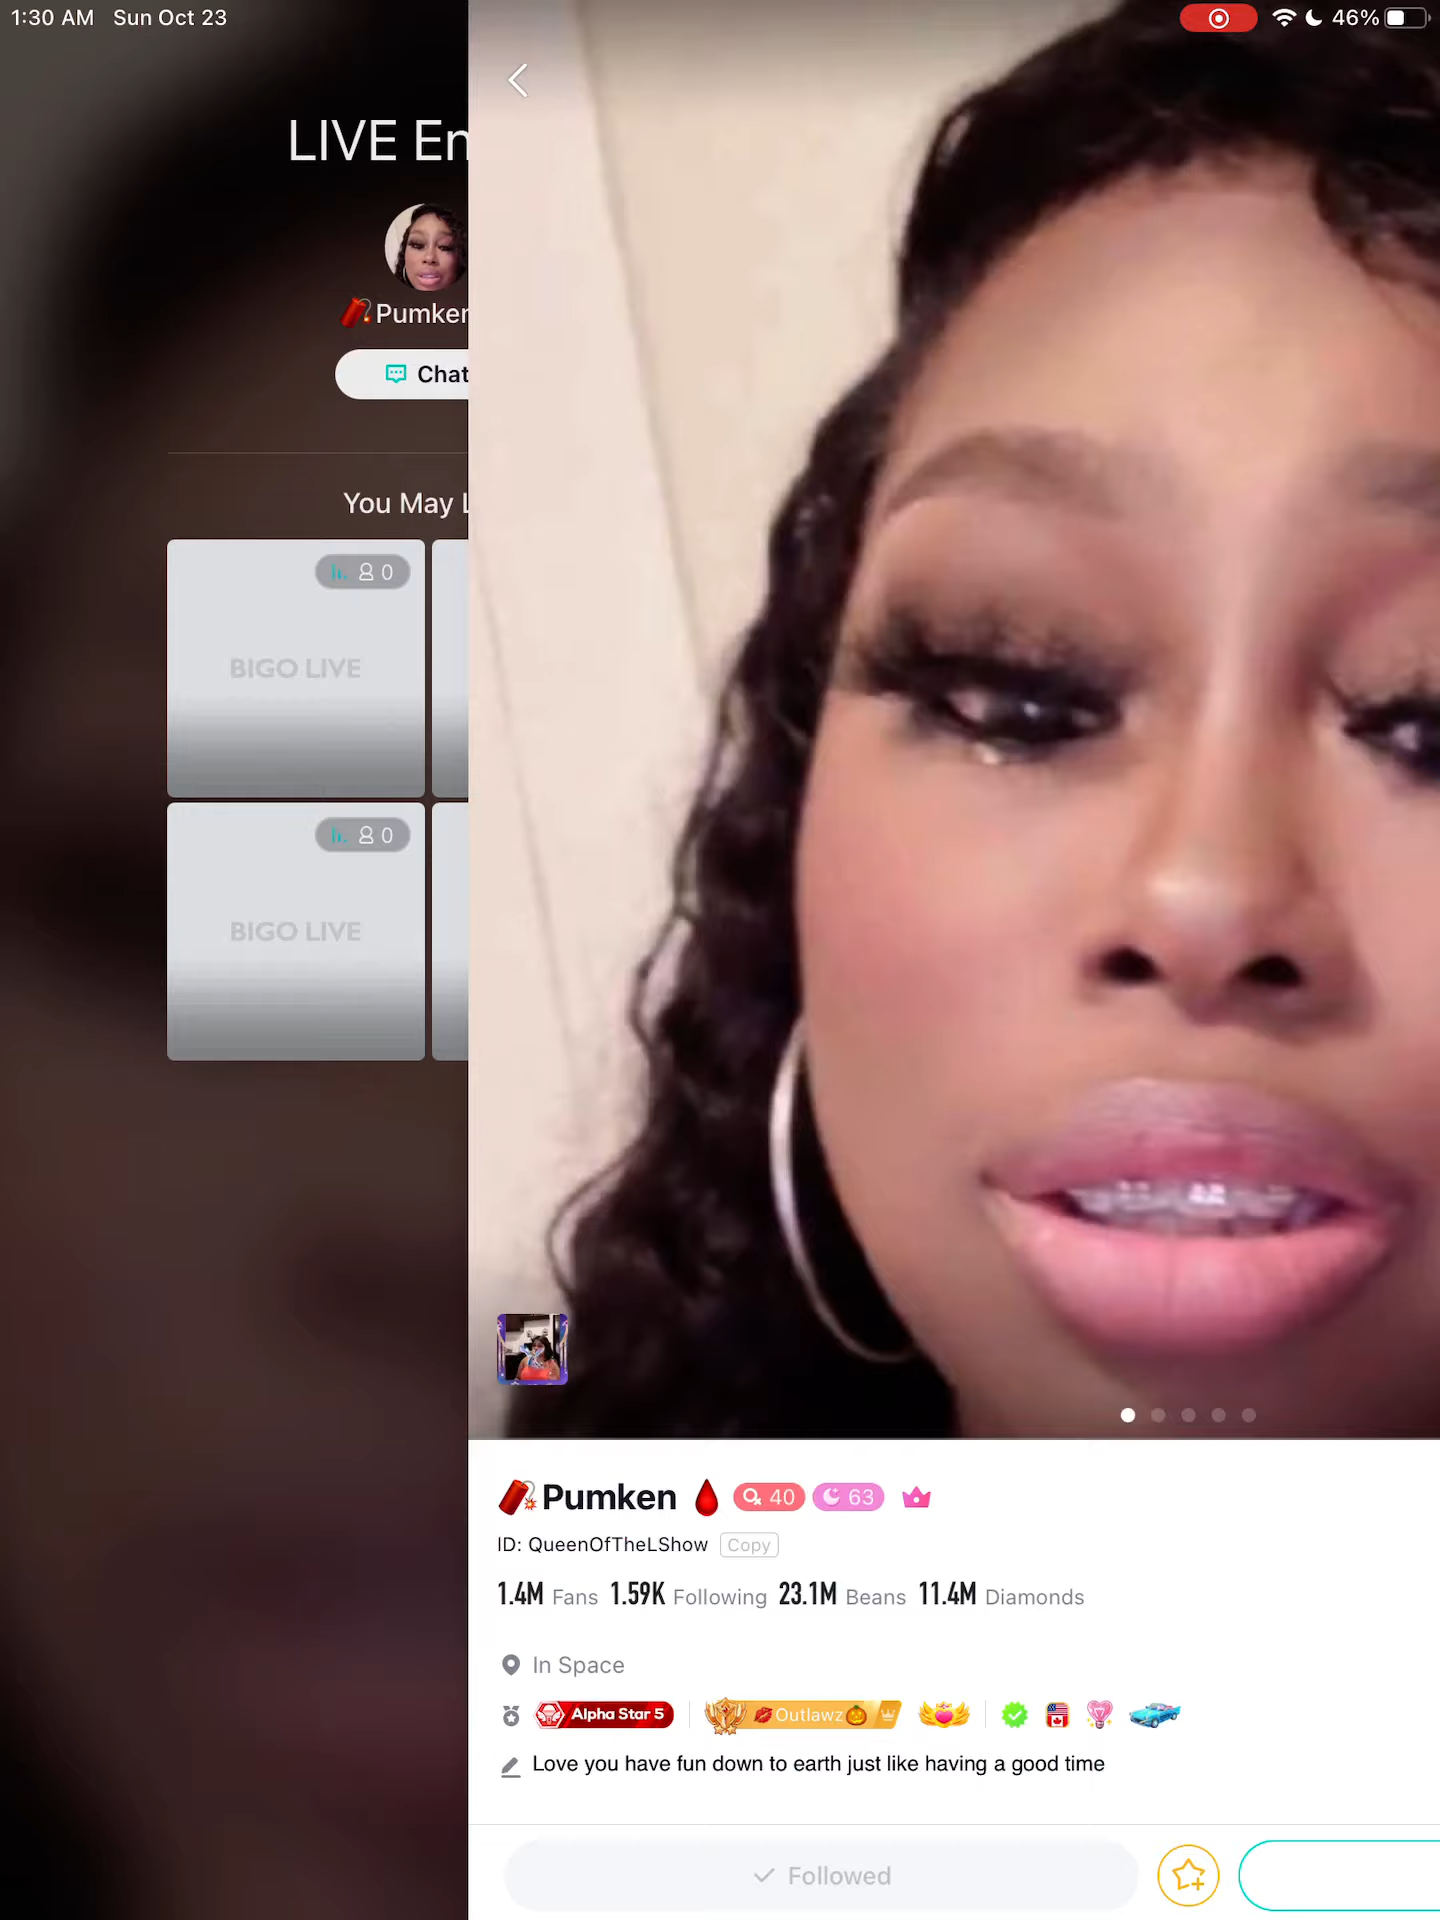 1:30 AM Sun Oct 23
46%
LIVE En
Pumken
Chat
You May L
0
BIGO LIVE
0
BIGO LIVE
Pumken 40 63
ID: QueenOfTheLShow Copy
1.4M Fans 1.59K Following 23.1M Beans 11.4M Diamonds
In Space
Alpha Star 5 Outlawz
Love you have fun down to earth just like having a good time
Followed